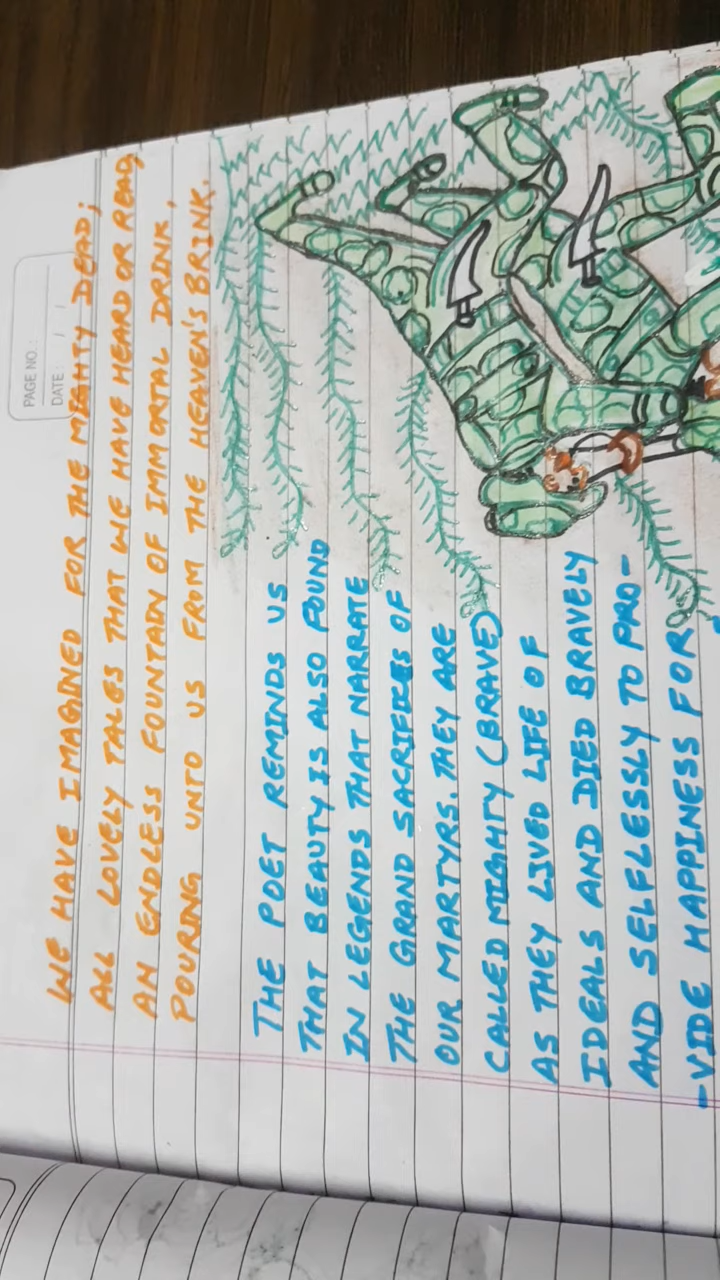 PAGE NO.:
DATE: / /
WE HAVE IMAGINED FOR THE MIGHTY DEAD;
ALL LOVELY TALES THAT WE HAVE HEARD OR READ,
AN ENDLESS FOUNTAIN OF IMMORTAL DRINK,
POURING UNTO US FROM THE HEAVEN'S BRINK.
THE POET REMINDS US
THAT BEAUTY IS ALSO FOUND
IN LEGENDS THAT NARRATE
THE GRAND SACRIFICES OF
OUR MARTYRS. THEY ARE
CALLED MIGHTY (BRAVE)
AS THEY LIVED LIFE OF
IDEALS AND DIED BRAVELY
AND SELFLESSLY TO PRO-
-VIDE HAPPINESS FOR